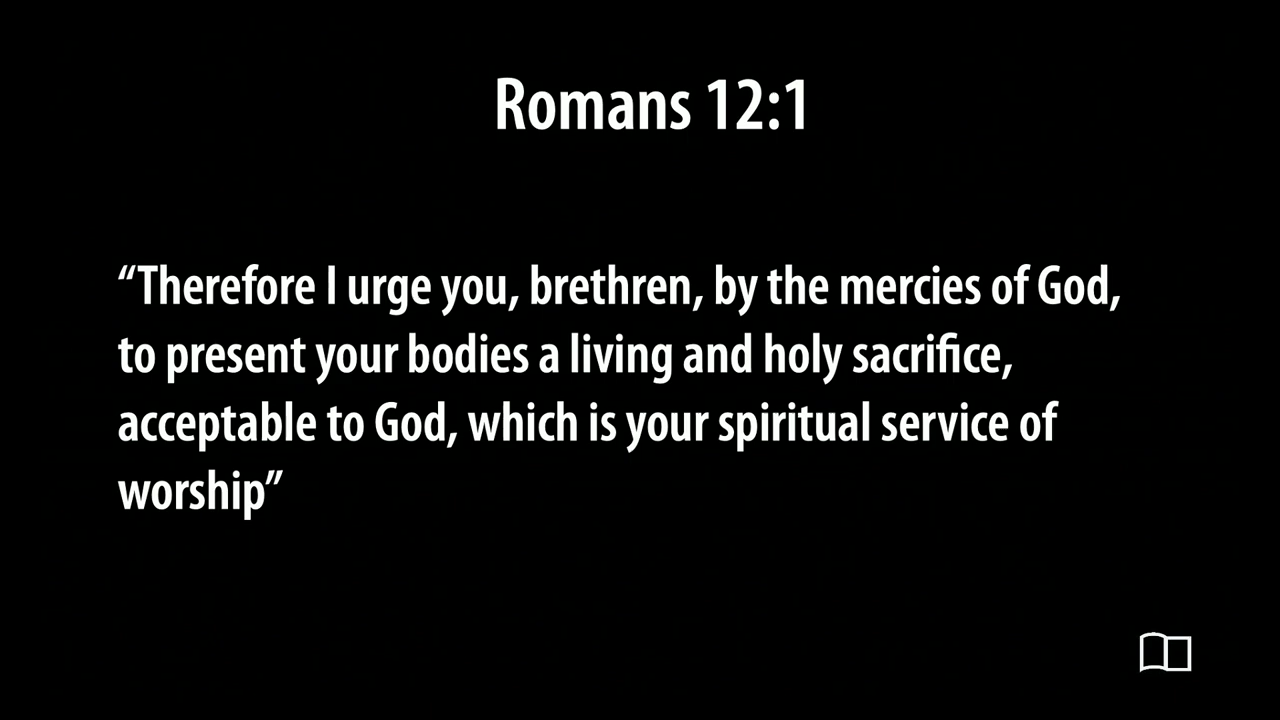 Romans 12:1
“Therefore I urge you, brethren, by the mercies of God,
to present your bodies a living and holy sacrifice,
acceptable to God, which is your spiritual service of
worship”